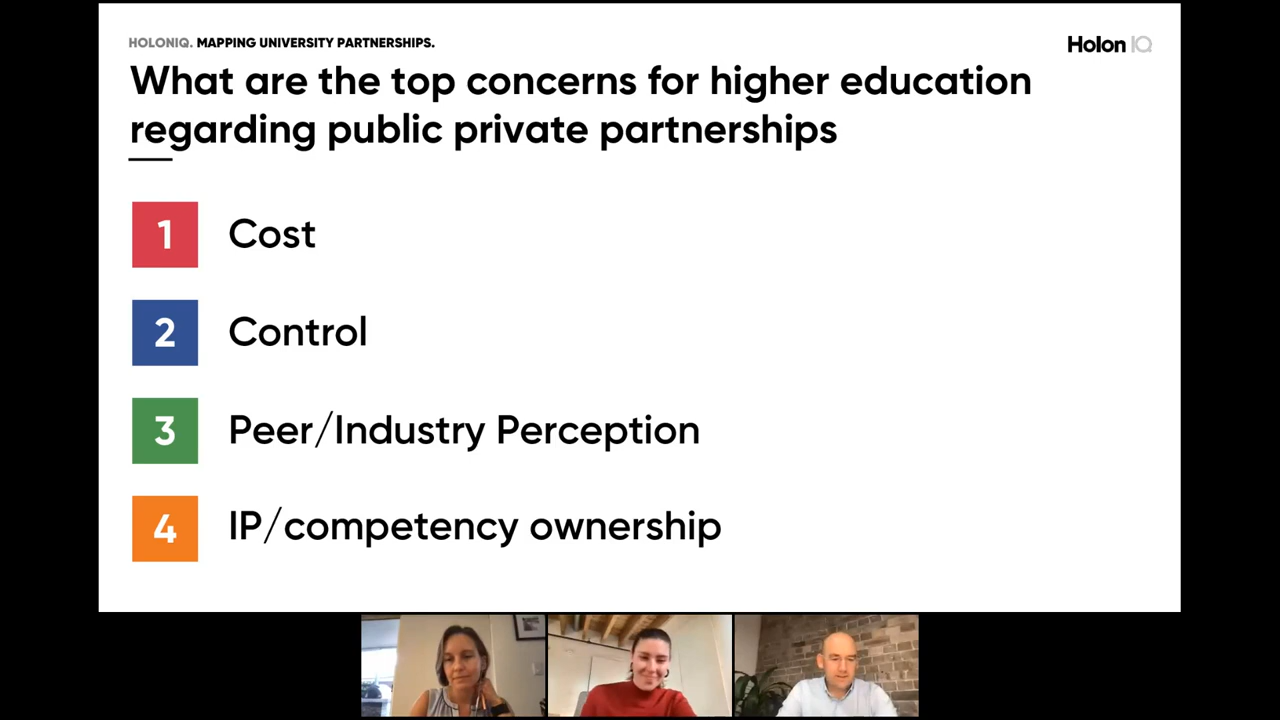 HOLONIQ. MAPPING UNIVERSITY PARTNERSHIPS.
Holon IQ
What are the top concerns for higher education
regarding public private partnerships
1 Cost
2 Control
3 Peer/Industry Perception
4 IP/competency ownership